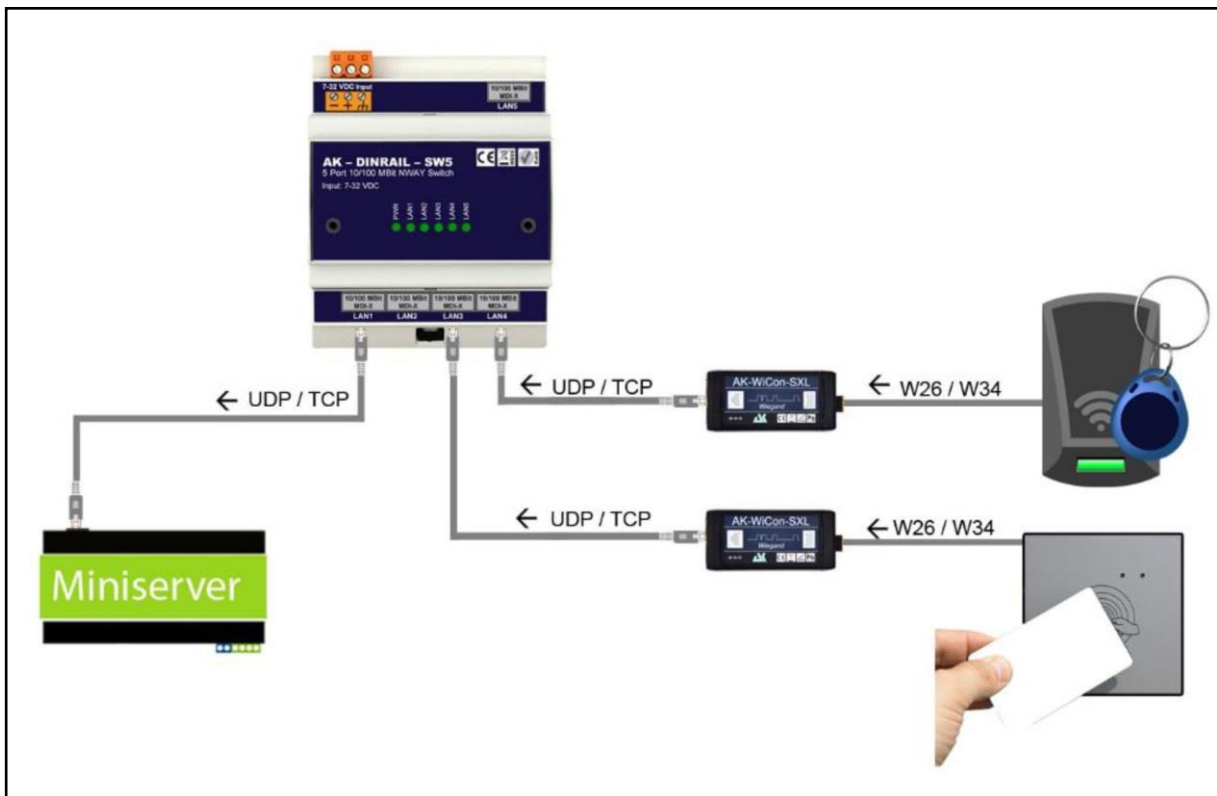 7-32 VDC Input
- +
10/100 MBit
MDI-X
LAN5
AK – DINRAIL – SW5
5 Port 10/100 MBit NWAY Switch
Input: 7-32 VDC
CE
PWR
LAN1
LAN2
LAN3
LAN4
LAN5
10/100 MBit 10/100 MBit 10/100 MBit 10/100 MBit
MDI-X MDI-X MDI-X MDI-X
LAN1 LAN2 LAN3 LAN4
← UDP / TCP
← UDP / TCP
AK-WiCon-SXL
Wiegand
← W26 / W34
← UDP / TCP
AK-WiCon-SXL
Wiegand
← W26 / W34
Miniserver